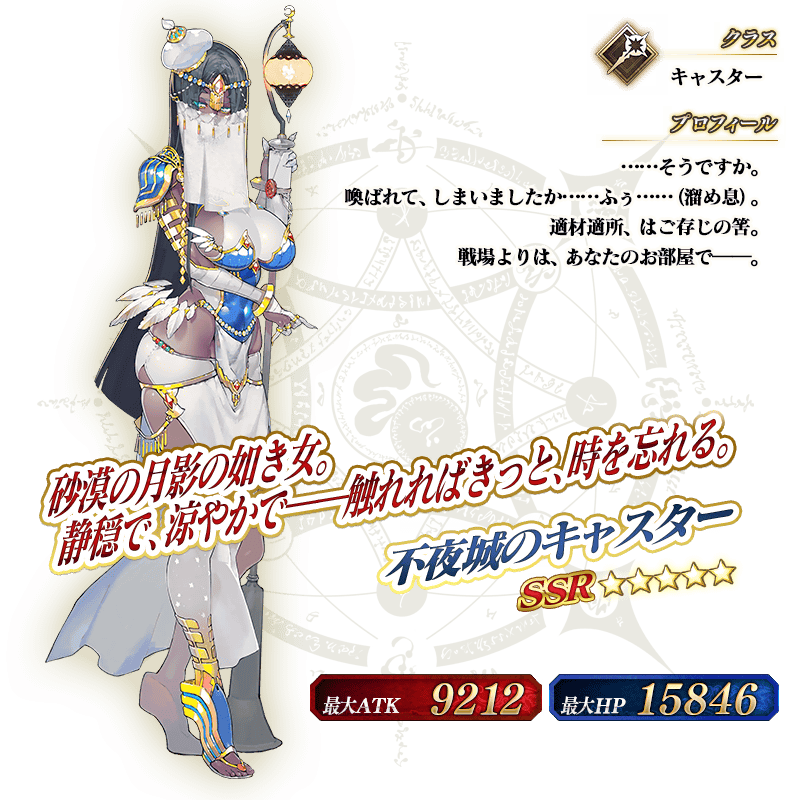 クラス
キャスター
プロフィール
……そうですか。
喚ばれて、しまいましたか……ふぅ……（溜め息）。
適材適所、はご存じの筈。
戦場よりは、あなたのお部屋で――。
砂漠の月影の如き女。
静穏で、涼やかで――触れればきっと、時を忘れる。
不夜城のキャスター
SSR☆☆☆☆☆
最大ATK 9212
最大HP 15846